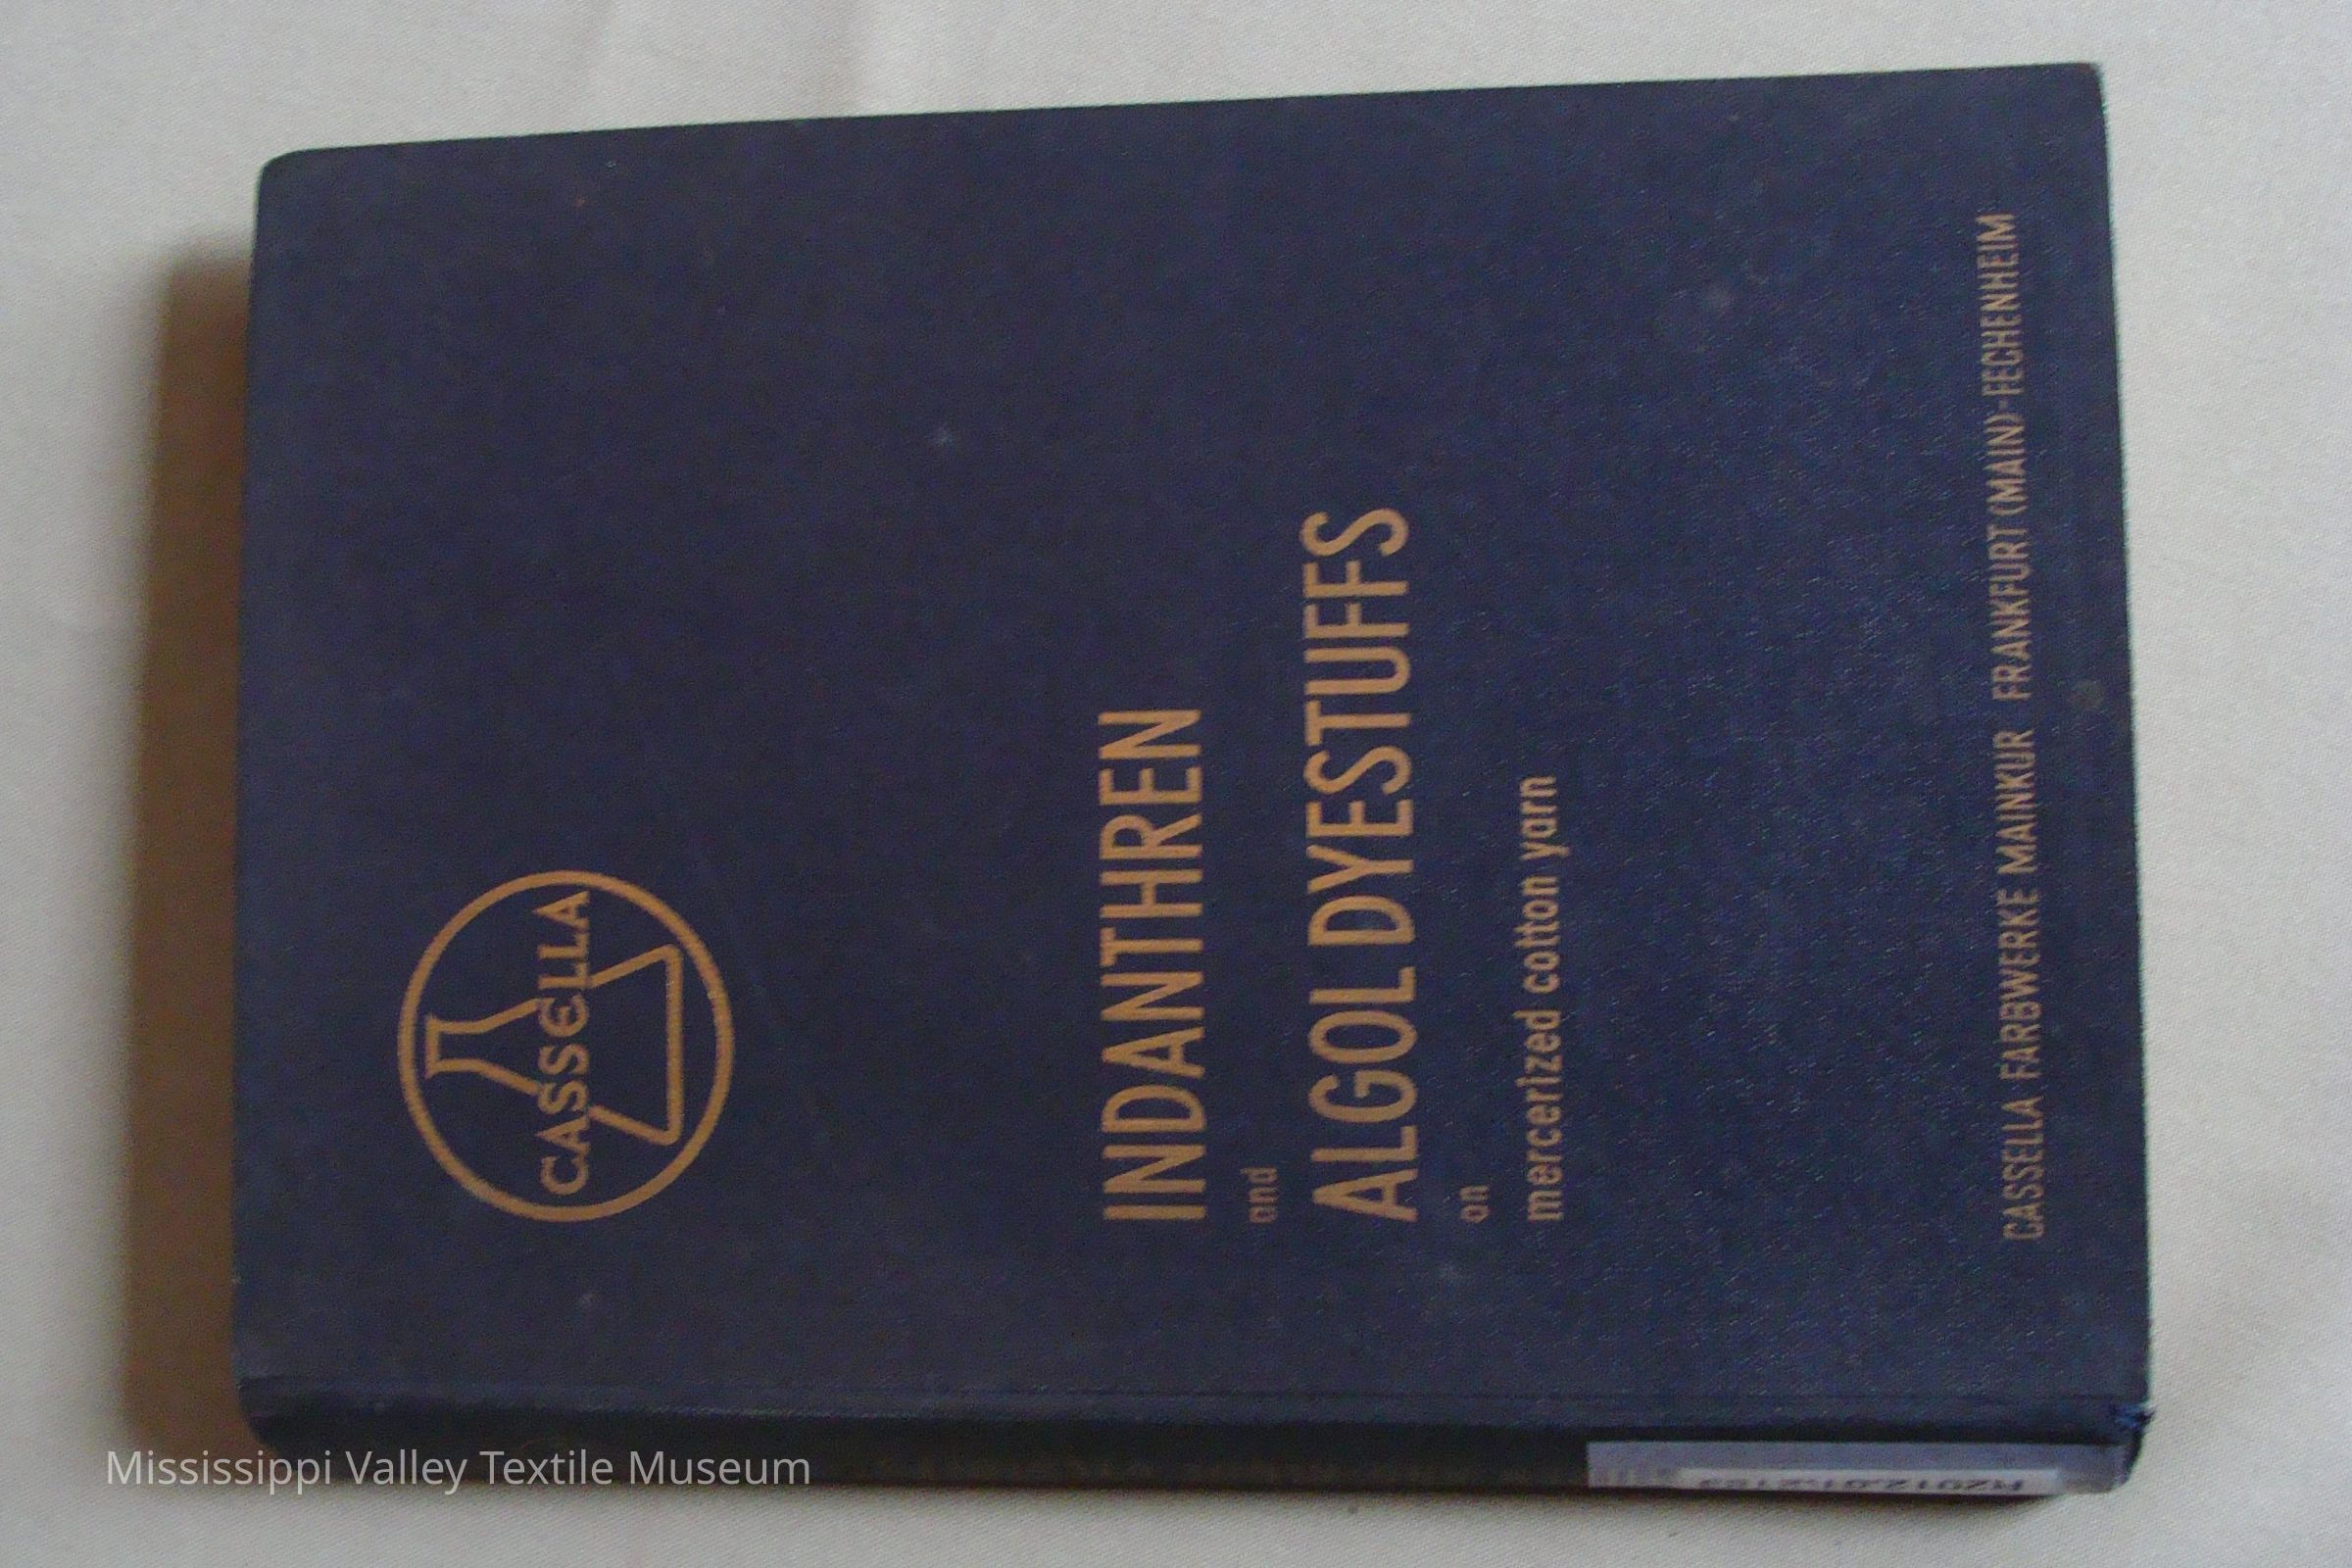 CASSELLA
INDANTHREN
and
ALGOL DYESTUFFS
on
mercerized cotton yarn
CASSELLA FARBWERKE MAINKUR FRANKFURT (MAIN)-FECHENHEIM
Mississippi Valley Textile Museum